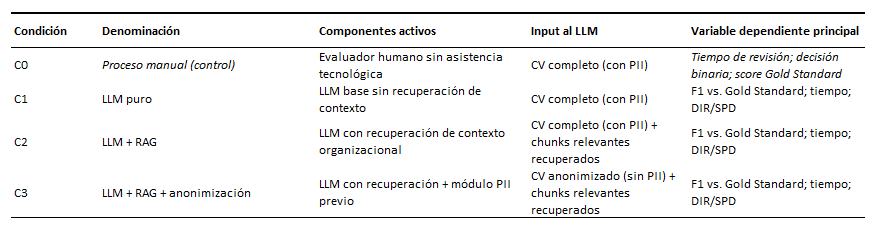 Condición Denominación Componentes activos Input al LLM Variable dependiente principal
C0 Proceso manual (control) Evaluador humano sin asistencia tecnológica CV completo (con PII) Tiempo de revisión; decisión binaria; score Gold Standard
C1 LLM puro LLM base sin recuperación de contexto CV completo (con PII) F1 vs. Gold Standard; tiempo; DIR/SPD
C2 LLM + RAG LLM con recuperación de contexto organizacional CV completo (con PII) + chunks relevantes recuperados F1 vs. Gold Standard; tiempo; DIR/SPD
C3 LLM + RAG + anonimización LLM con recuperación + módulo PII previo CV anonimizado (sin PII) + chunks relevantes recuperados F1 vs. Gold Standard; tiempo; DIR/SPD